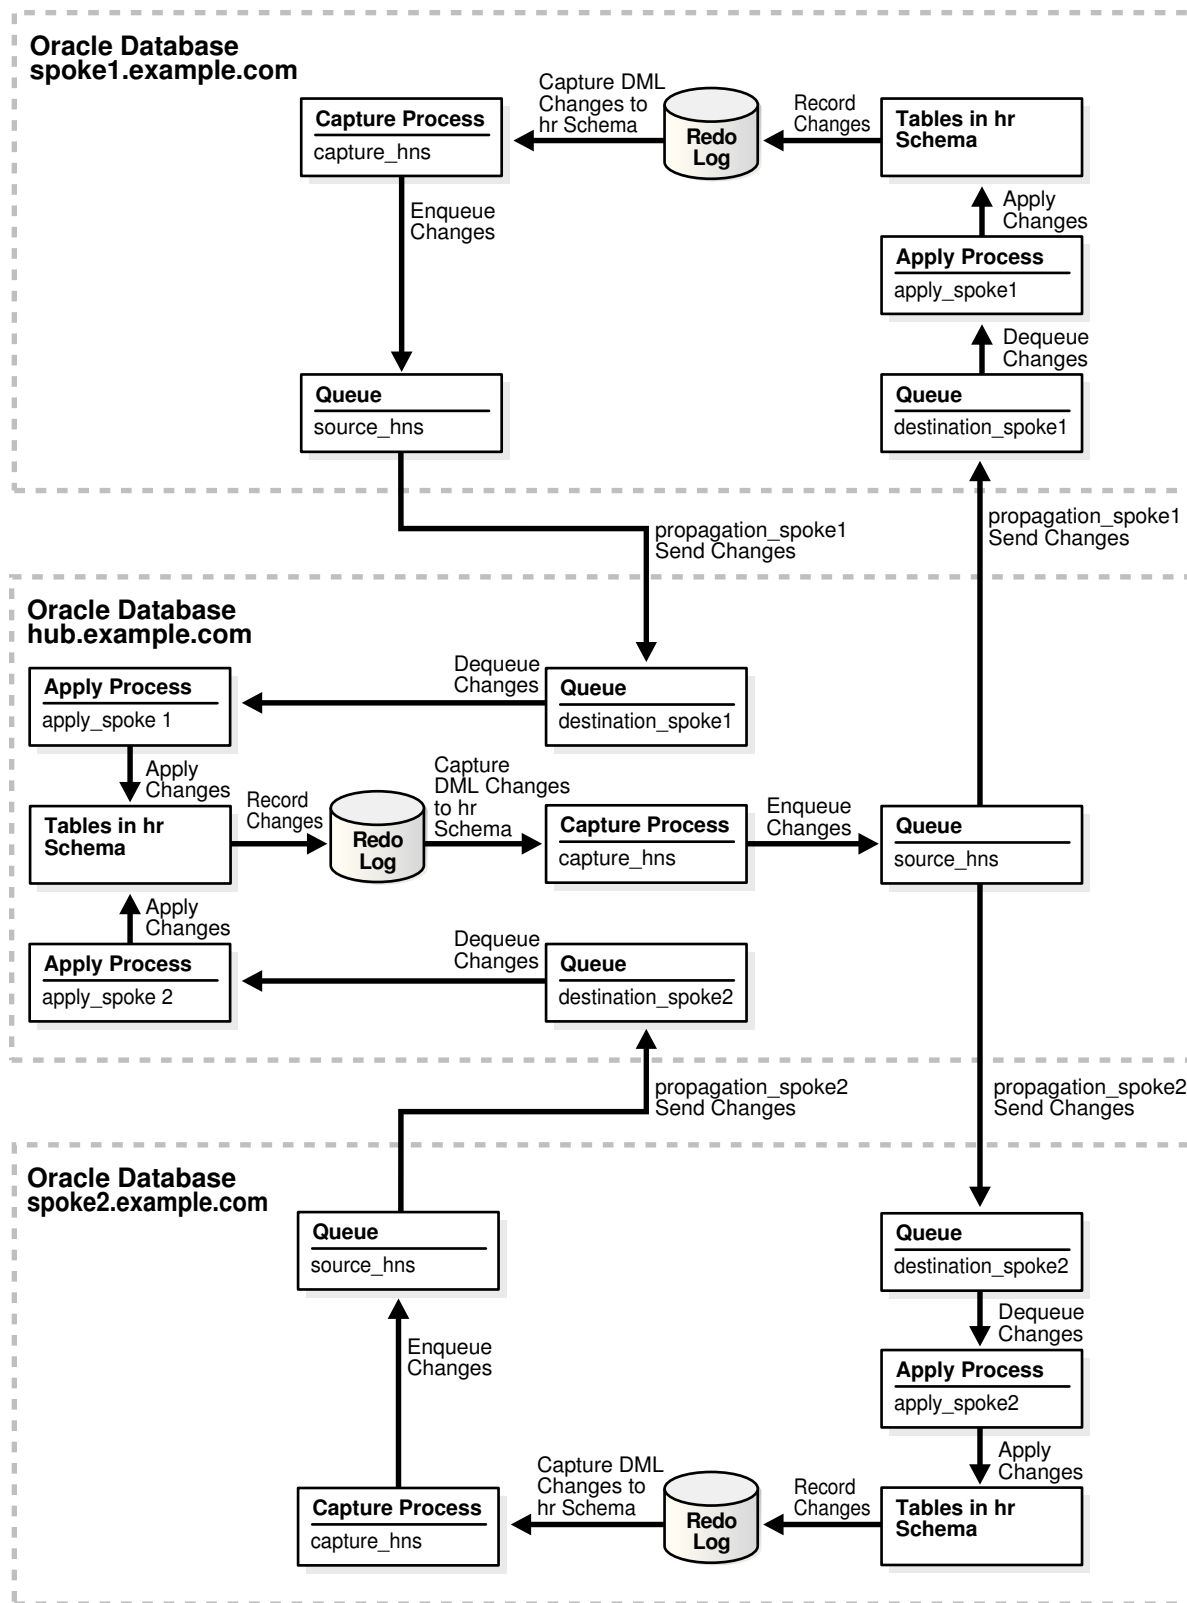 Oracle Database
spoke1.example.com
Capture Process
capture_hns
Capture DML
Changes to
hr Schema
Redo
Log
Record
Changes
Tables in hr
Schema
Enqueue
Changes
Apply
Changes
Apply Process
apply_spoke1
Dequeue
Changes
Queue
source_hns
Queue
destination_spoke1
propagation_spoke1
Send Changes
propagation_spoke1
Send Changes
Oracle Database
hub.example.com
Apply Process
apply_spoke 1
Dequeue
Changes
Queue
destination_spoke1
Apply
Changes
Tables in hr
Schema
Record
Changes
Redo
Log
Capture
DML Changes
to hr
Schema
Capture Process
capture_hns
Enqueue
Changes
Queue
source_hns
Apply
Changes
Apply Process
apply_spoke 2
Dequeue
Changes
Queue
destination_spoke2
propagation_spoke2
Send Changes
propagation_spoke2
Send Changes
Oracle Database
spoke2.example.com
Queue
source_hns
Queue
destination_spoke2
Enqueue
Changes
Dequeue
Changes
Apply Process
apply_spoke2
Apply
Changes
Capture Process
capture_hns
Capture DML
Changes to
hr Schema
Redo
Log
Record
Changes
Tables in hr
Schema